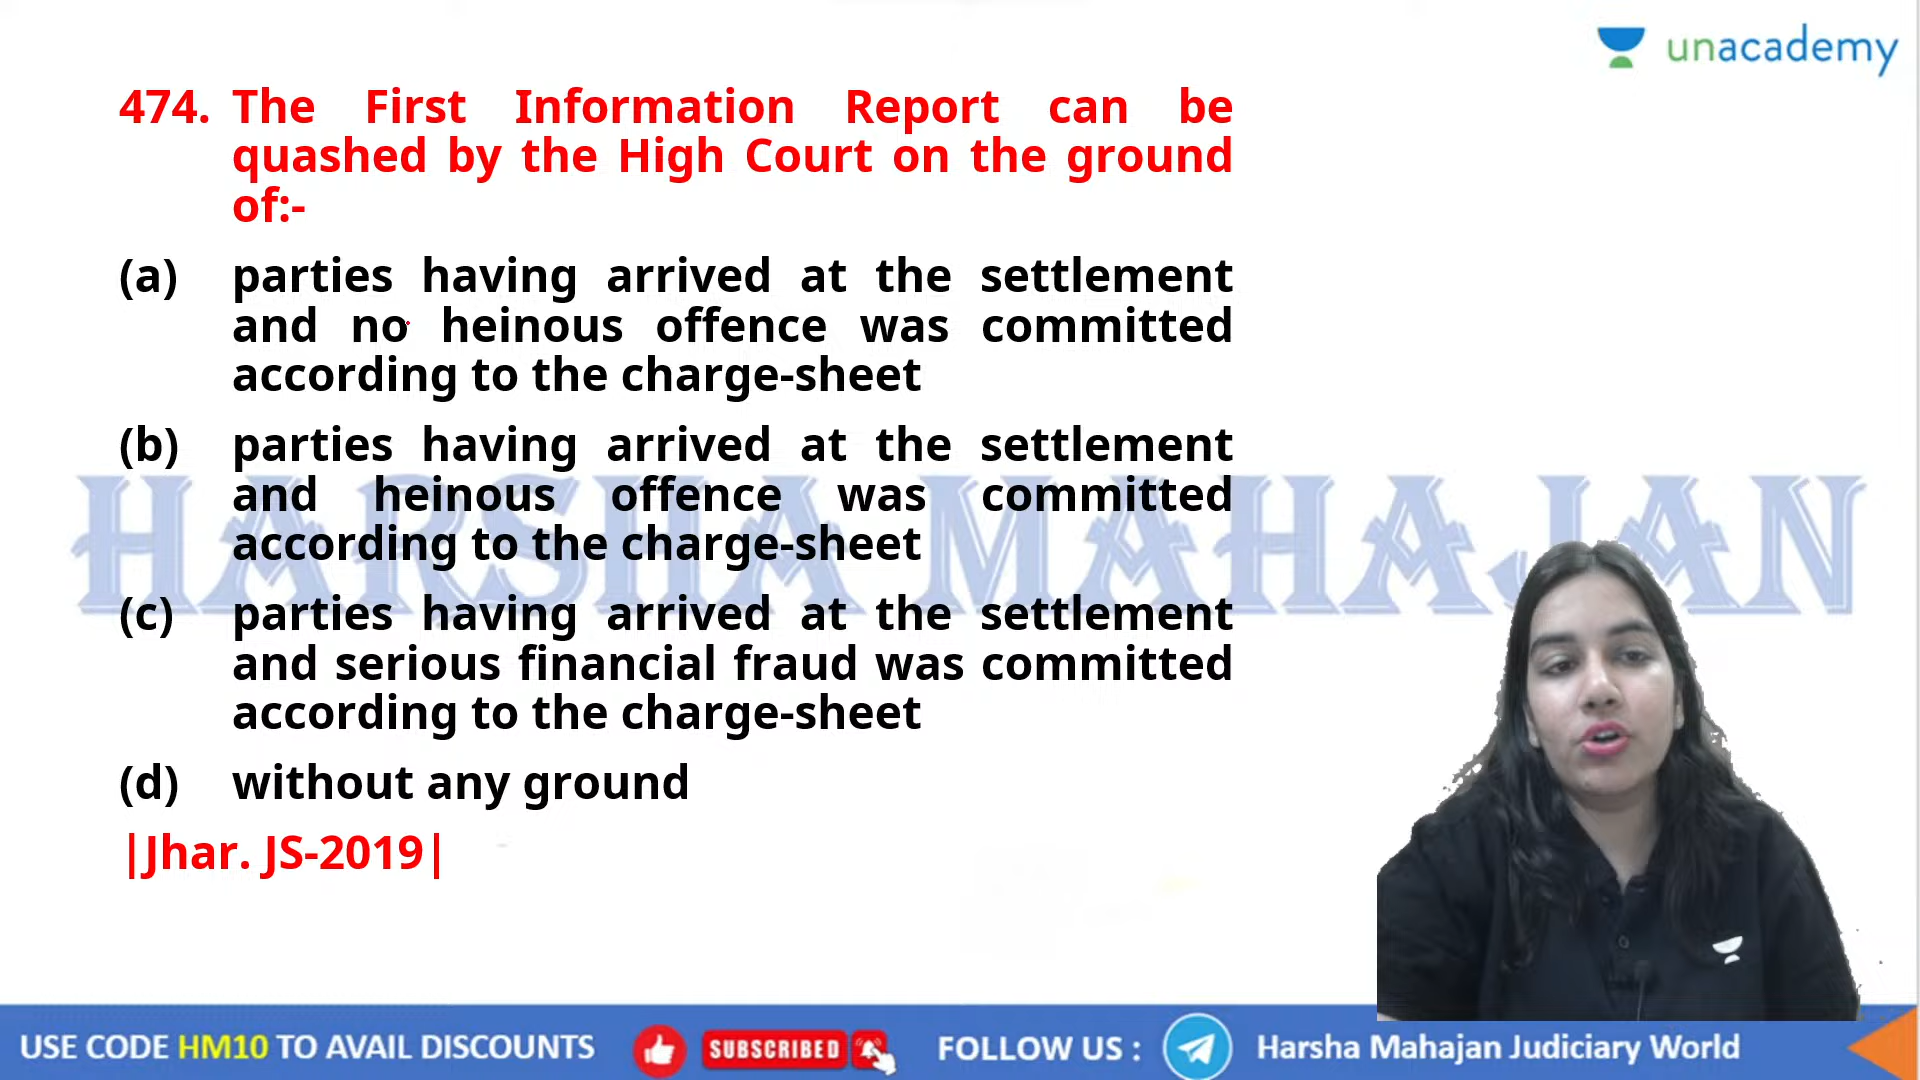 unacademy
474. The First Information Report can be
quashed by the High Court on the ground
of:-
(a) parties having arrived at the settlement
and no heinous offence was committed
according to the charge-sheet
(b) parties having arrived at the settlement
and heinous offence was committed
according to the charge-sheet
HARSHA MAHAJAN
(c) parties having arrived at the settlement
and serious financial fraud was committed
according to the charge-sheet
(d) without any ground
|Jhar. JS-2019|
USE CODE HM10 TO AVAIL DISCOUNTS SUBSCRIBED FOLLOW US : Harsha Mahajan Judiciary World